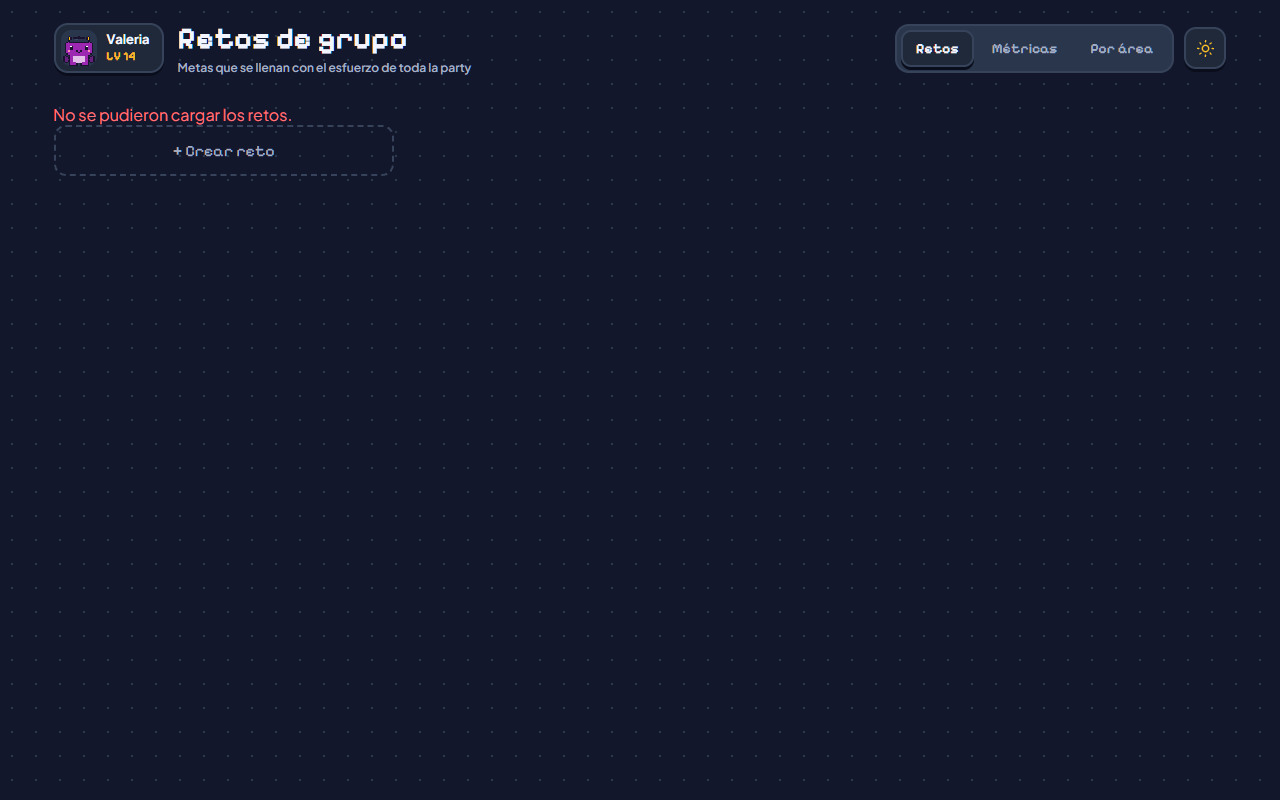 Valeria
LV 14
Retos de grupo
Metas que se llenan con el esfuerzo de toda la party
Retos
Métricas
Por área
No se pudieron cargar los retos.
+ Crear reto